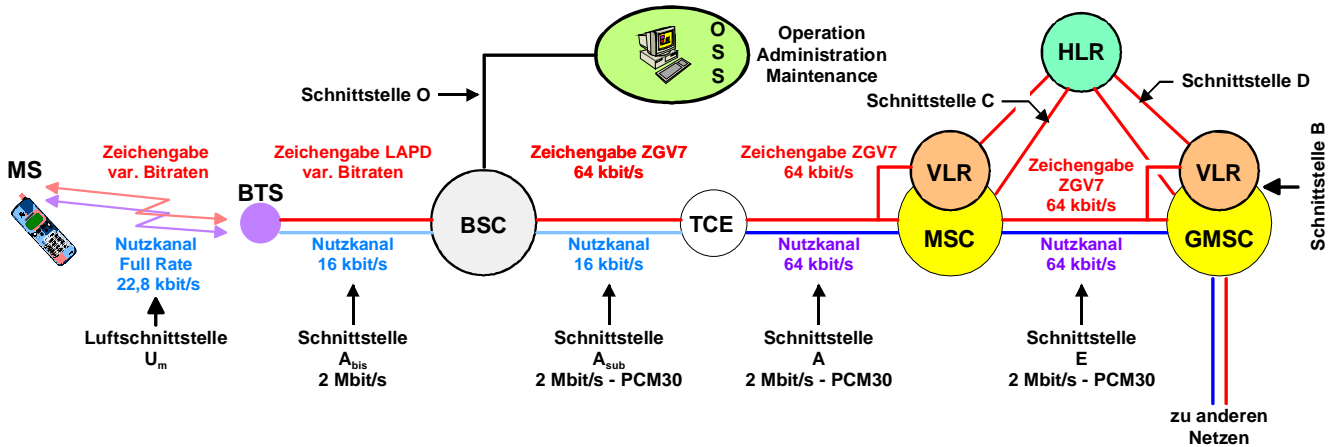 O
S
S
Operation
Administration
Maintenance
HLR
Schnittstelle O
Schnittstelle C
Schnittstelle D
Schnittstelle B
MS
Zeichengabe
var. Bitraten
BTS
Zeichengabe LAPD
var. Bitraten
BSC
Zeichengabe ZGV7
64 kbit/s
TCE
Zeichengabe ZGV7
64 kbit/s
VLR
MSC
Zeichengabe
ZGV7
64 kbit/s
VLR
GMSC
Nutzkanal
Full Rate
22,8 kbit/s
Nutzkanal
16 kbit/s
Nutzkanal
16 kbit/s
Nutzkanal
64 kbit/s
Nutzkanal
64 kbit/s
Luftschnittstelle
Um
Schnittstelle
Abis
2 Mbit/s
Schnittstelle
Asub
2 Mbit/s - PCM30
Schnittstelle
A
2 Mbit/s - PCM30
Schnittstelle
E
2 Mbit/s - PCM30
zu anderen
Netzen